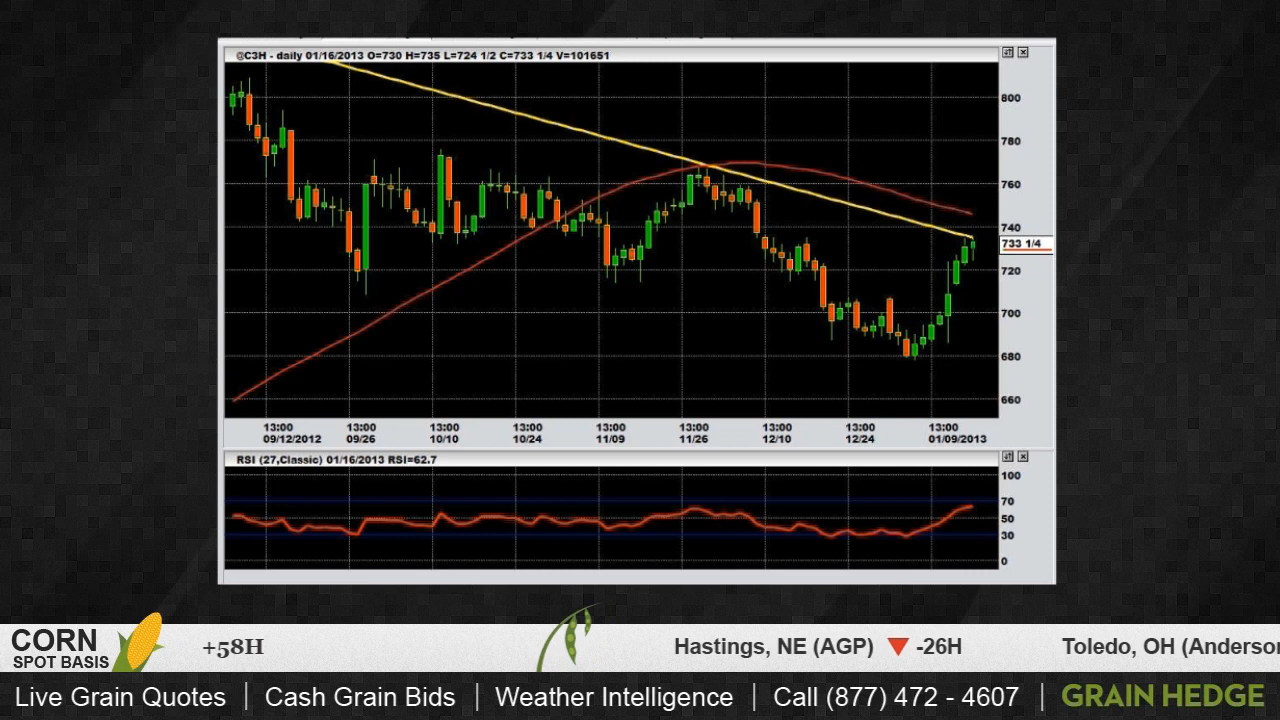 @C3H - daily 01/16/2013 O=730 H=735 L=724 1/2 C=733 1/4 V=101651
800
780
760
740
733 1/4
720
700
680
660
13:00 13:00 13:00 13:00 13:00 13:00 13:00 13:00 13:00
09/12/2012 09/26 10/10 10/24 11/09 11/26 12/10 12/24 01/09/2013
RSI (27,Classic) 01/16/2013 RSI=62.7
100
70
50
30
0
CORN
SPOT BASIS
+58H Hastings, NE (AGP) -26H Toledo, OH (Anderso
Live Grain Quotes | Cash Grain Bids | Weather Intelligence | Call (877) 472 - 4607 | GRAIN HEDGE